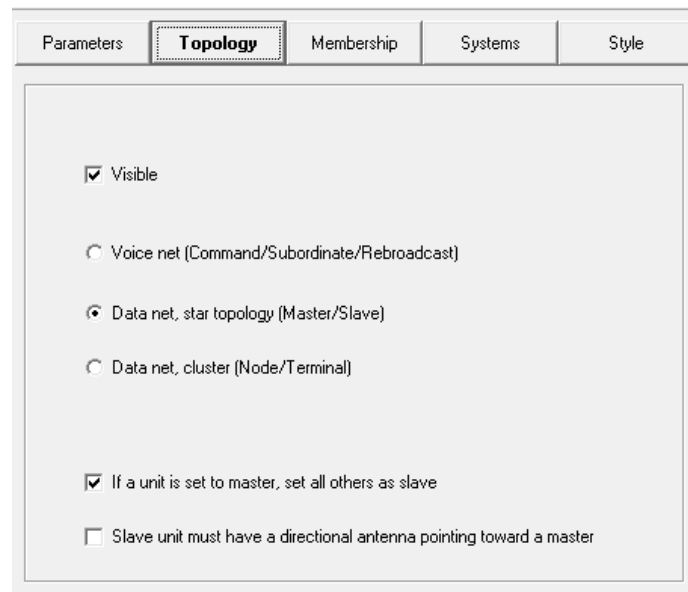 Parameters Topology Membership Systems Style
Visible
Voice net (Command/Subordinate/Rebroadcast)
Data net, star topology (Master/Slave)
Data net, cluster (Node/Terminal)
If a unit is set to master, set all others as slave
Slave unit must have a directional antenna pointing toward a master